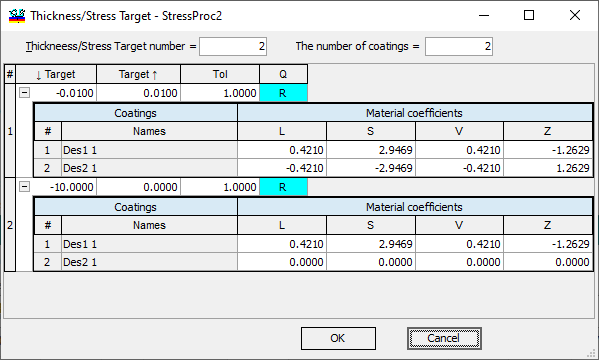 Thickness/Stress Target - StressProc2
Thickneess/Stress Target number = 2 The number of coatings = 2
# ↓ Target Target ↑ Tol Q
1 -0.0100 0.0100 1.0000 R
Coatings Material coefficients
# Names L S V Z
1 Des1 1 0.4210 2.9469 0.4210 -1.2629
2 Des2 1 -0.4210 -2.9469 -0.4210 1.2629
2 -10.0000 0.0000 1.0000 R
Coatings Material coefficients
# Names L S V Z
1 Des1 1 0.4210 2.9469 0.4210 -1.2629
2 Des2 1 0.0000 0.0000 0.0000 0.0000
OK Cancel